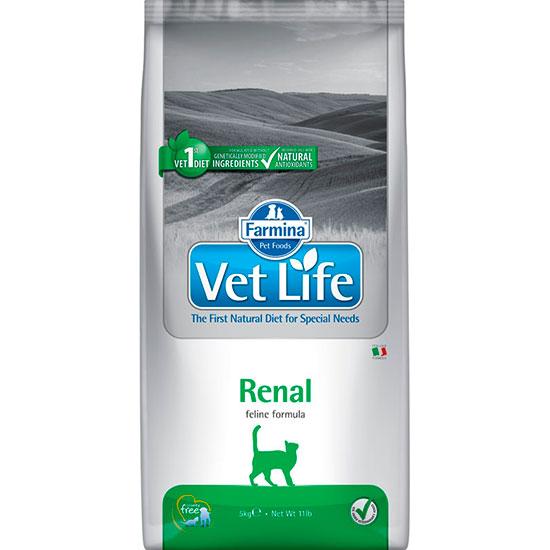 1st
VET DIET
FORMULATED WITHOUT
GENETICALLY MODIFIED
INGREDIENTS
NATURAL
ANTIOXIDANTS
Farmina
Pet Foods
Vet Life
The First Natural Diet for Special Needs
Renal
feline formula
free
5kg℮ • Net Wt 11lb